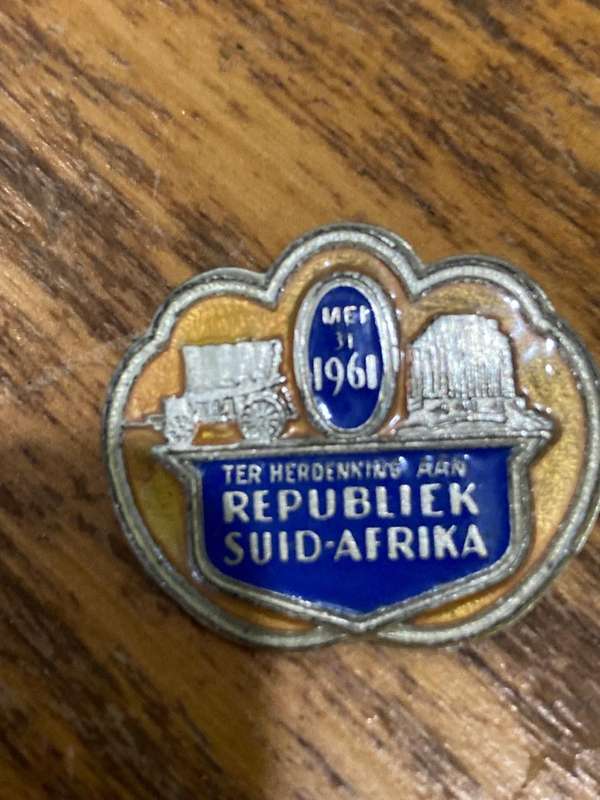 MEI
31
1961
TER HERDENKING AAN
REPUBLIEK
SUID-AFRIKA